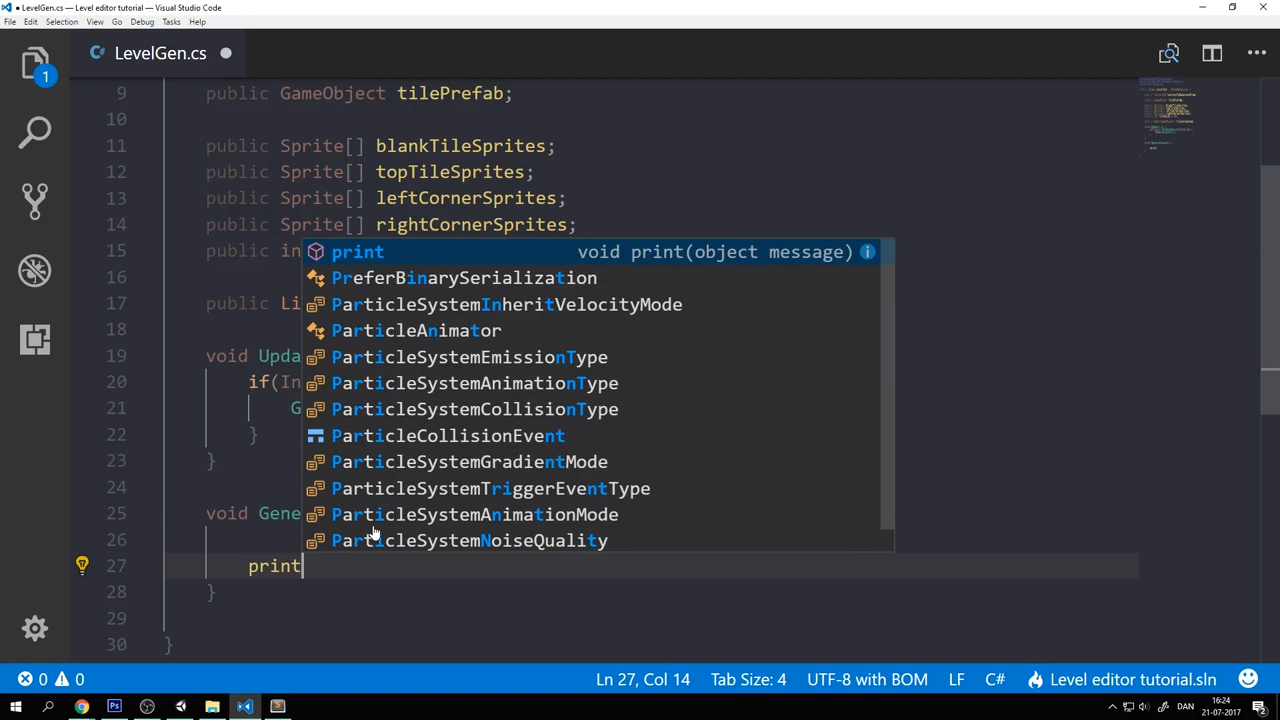 ● LevelGen.cs - Level editor tutorial - Visual Studio Code
File Edit Selection View Go Debug Tasks Help
1
C# LevelGen.cs
9 public GameObject tilePrefab;
10
11 public Sprite[] blankTileSprites;
12 public Sprite[] topTileSprites;
13 public Sprite[] leftCornerSprites;
14 public Sprite[] rightCornerSprites;
15 public in
print void print(object message)
16
PreferBinarySerialization
17 public Li
ParticleSystemInheritVelocityMode
18
ParticleAnimator
19 void Upda
ParticleSystemEmissionType
20 if(In
ParticleSystemAnimationType
21 G
ParticleSystemCollisionType
22 }
ParticleCollisionEvent
23 }
ParticleSystemGradientMode
24
ParticleSystemTriggerEventType
25 void Gene
ParticleSystemAnimationMode
26
ParticleSystemNoiseQuality
27 print
28 }
29
30 }
0 0 Ln 27, Col 14 Tab Size: 4 UTF-8 with BOM LF C# Level editor tutorial.sln
Ps DAN 16:24
21-07-2017
2